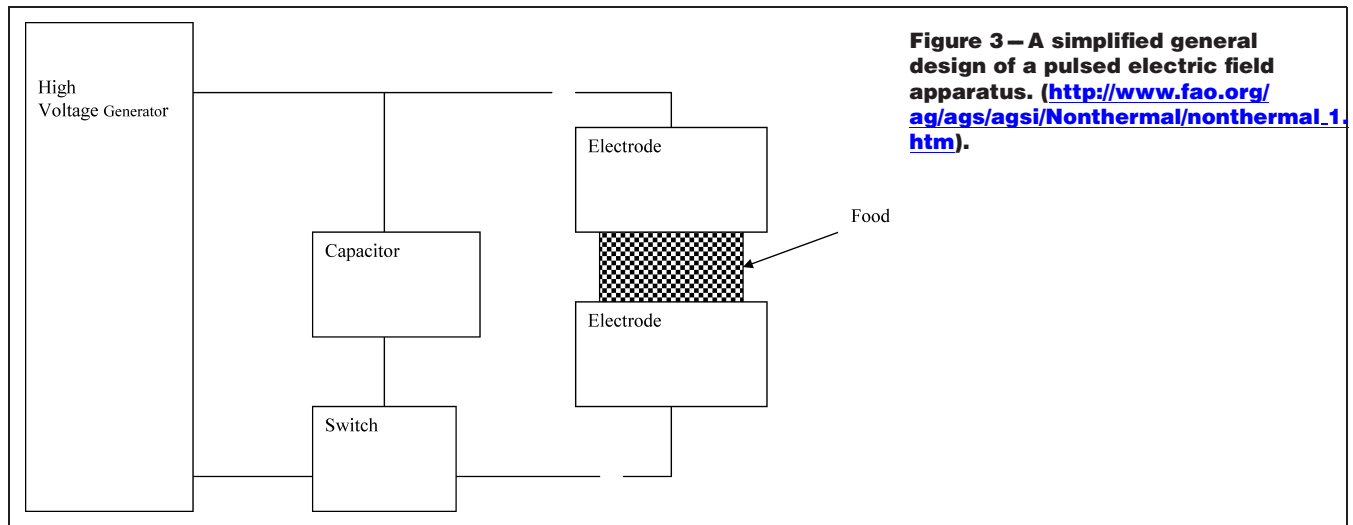 High
Voltage Generator
Electrode
Food
Capacitor
Electrode
Switch
Figure 3—A simplified general
design of a pulsed electric field
apparatus. (http://www.fao.org/
ag/ags/agsi/Nonthermal/nonthermal_1.
htm).